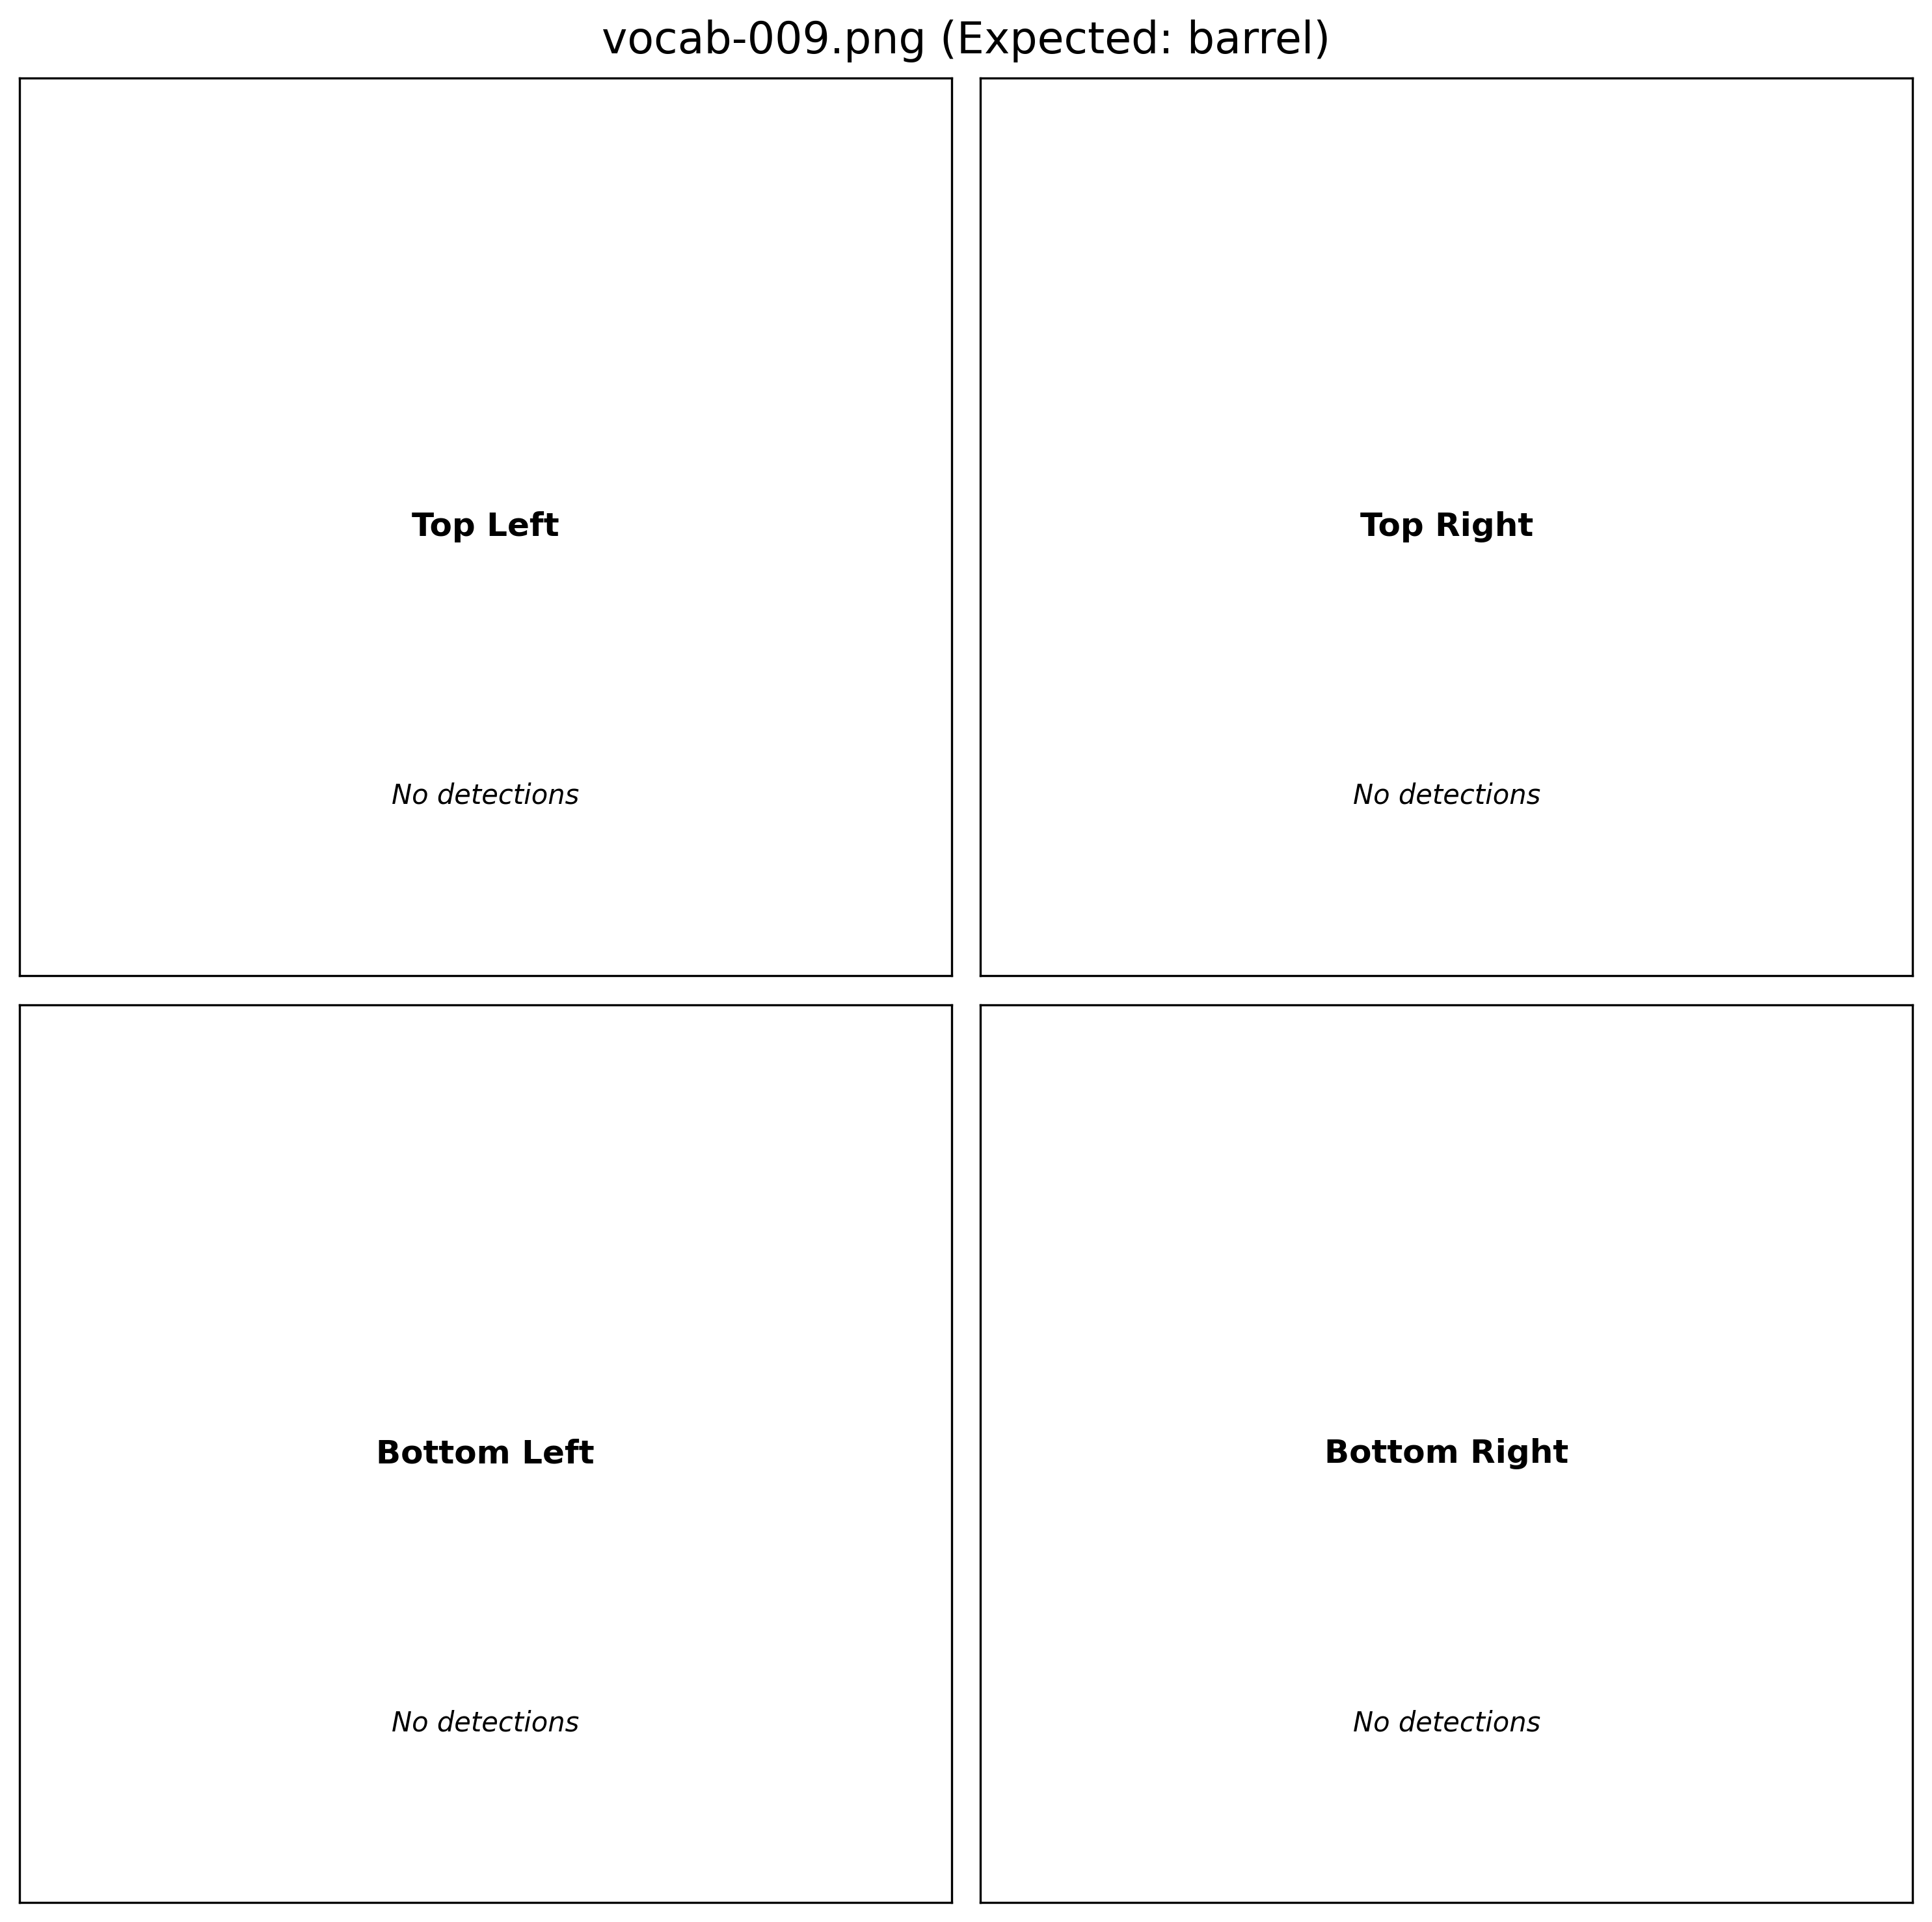 vocab-009.png (Expected: barrel)
Top Left
Top Right
No detections
No detections
Bottom Left
Bottom Right
No detections
No detections